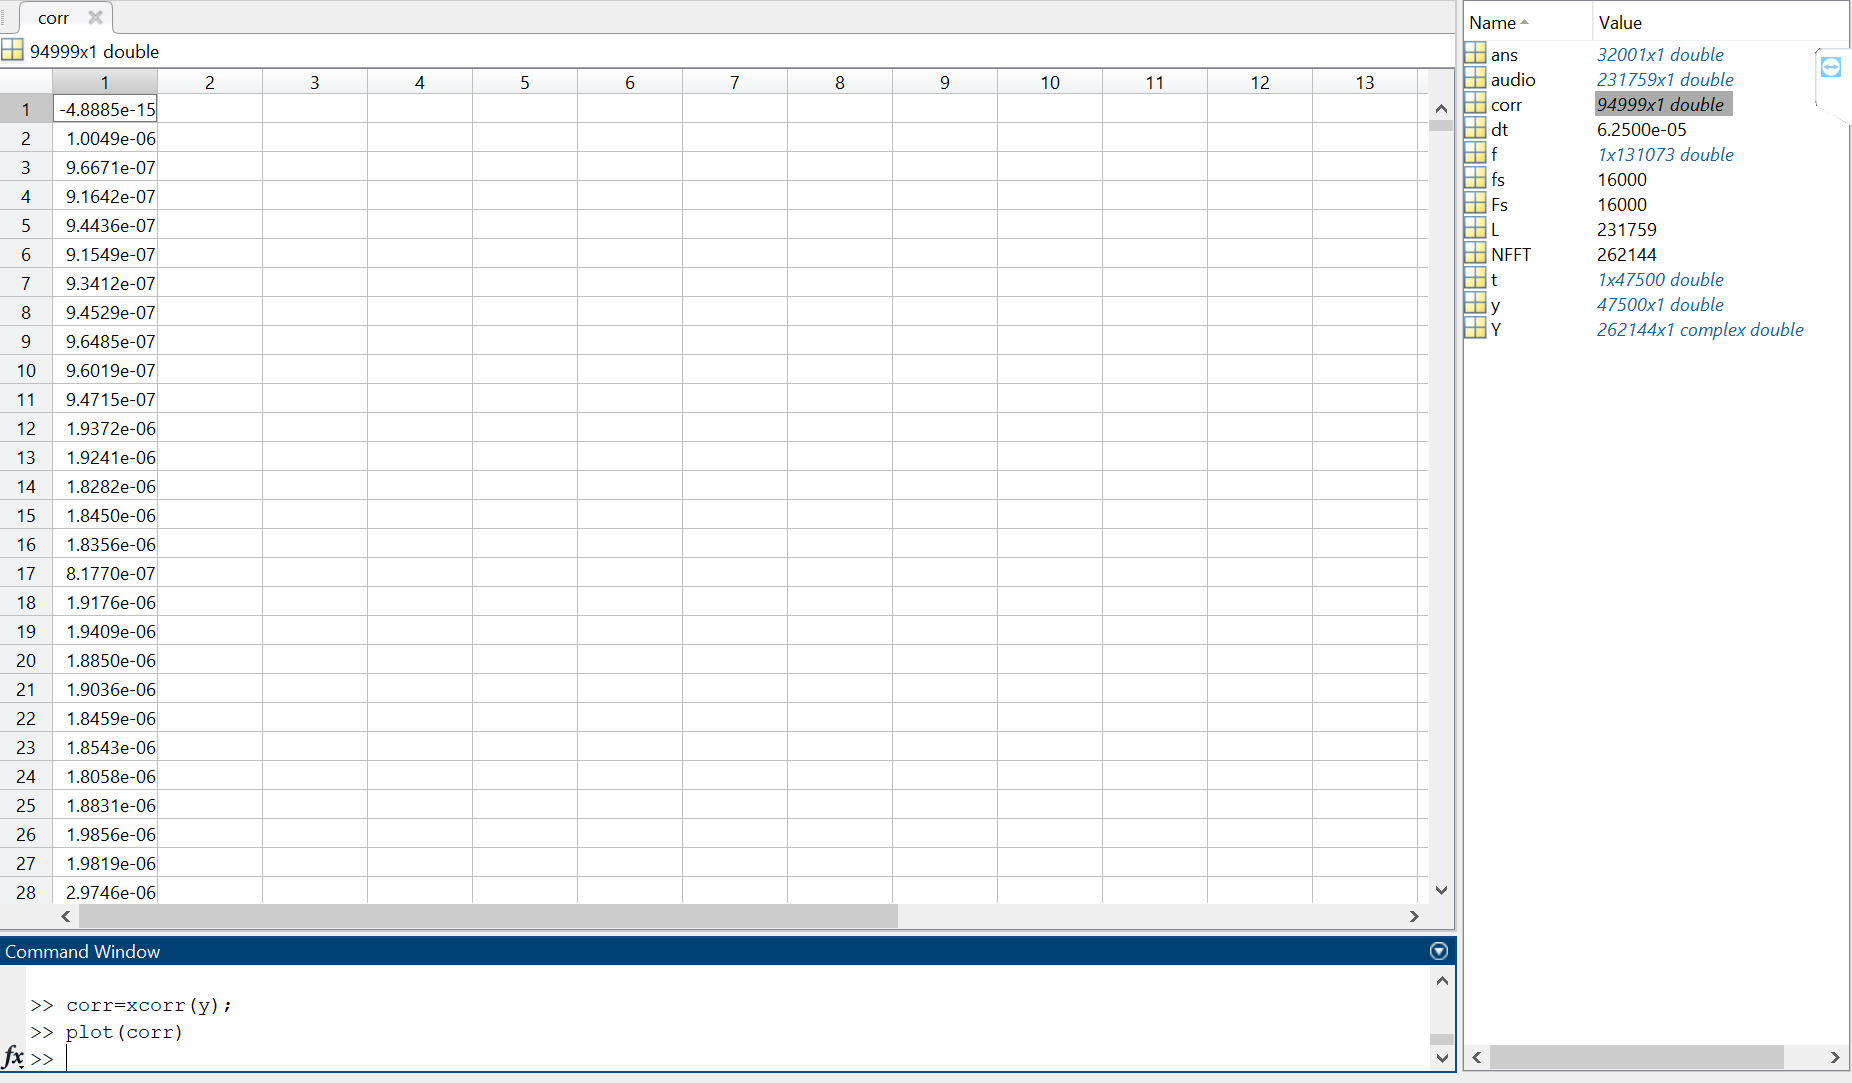 corr
94999x1 double
1 2 3 4 5 6 7 8 9 10 11 12 13
1 -4.8885e-15
2 1.0049e-06
3 9.6671e-07
4 9.1642e-07
5 9.4436e-07
6 9.1549e-07
7 9.3412e-07
8 9.4529e-07
9 9.6485e-07
10 9.6019e-07
11 9.4715e-07
12 1.9372e-06
13 1.9241e-06
14 1.8282e-06
15 1.8450e-06
16 1.8356e-06
17 8.1770e-07
18 1.9176e-06
19 1.9409e-06
20 1.8850e-06
21 1.9036e-06
22 1.8459e-06
23 1.8543e-06
24 1.8058e-06
25 1.8831e-06
26 1.9856e-06
27 1.9819e-06
28 2.9746e-06
Command Window
>> corr=xcorr(y);
>> plot(corr)
fx >>
Name Value
ans 32001x1 double
audio 231759x1 double
corr 94999x1 double
dt 6.2500e-05
f 1x131073 double
fs 16000
Fs 16000
L 231759
NFFT 262144
t 1x47500 double
y 47500x1 double
Y 262144x1 complex double